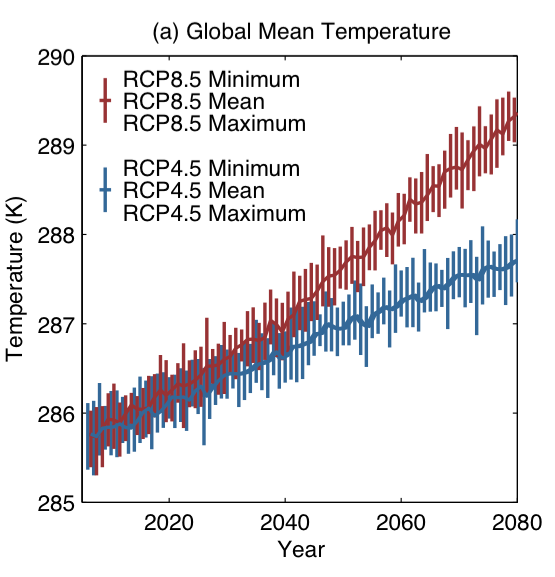 (a) Global Mean Temperature
290
289
288
287
286
285
Temperature (K)
RCP8.5 Minimum
RCP8.5 Mean
RCP8.5 Maximum
RCP4.5 Minimum
RCP4.5 Mean
RCP4.5 Maximum
2020 2040 2060 2080
Year